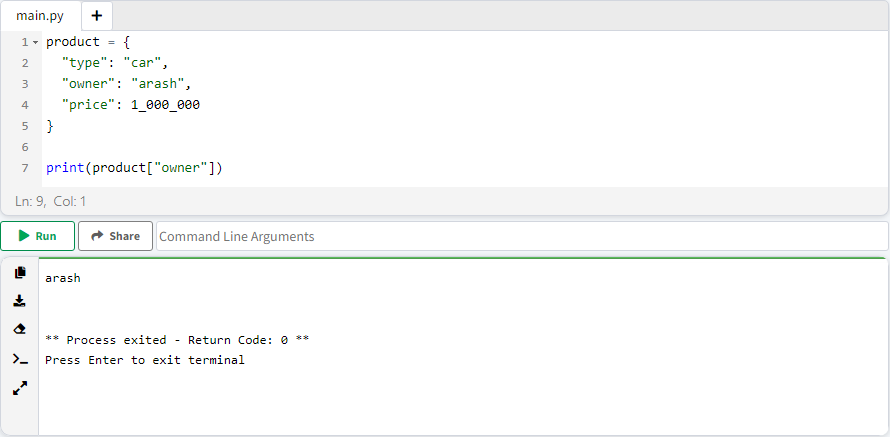 main.py +
1 product = {
2   "type": "car",
3   "owner": "arash",
4   "price": 1_000_000
5 }
6
7 print(product["owner"])
Ln: 9, Col: 1
Run Share Command Line Arguments
arash
** Process exited - Return Code: 0 **
Press Enter to exit terminal